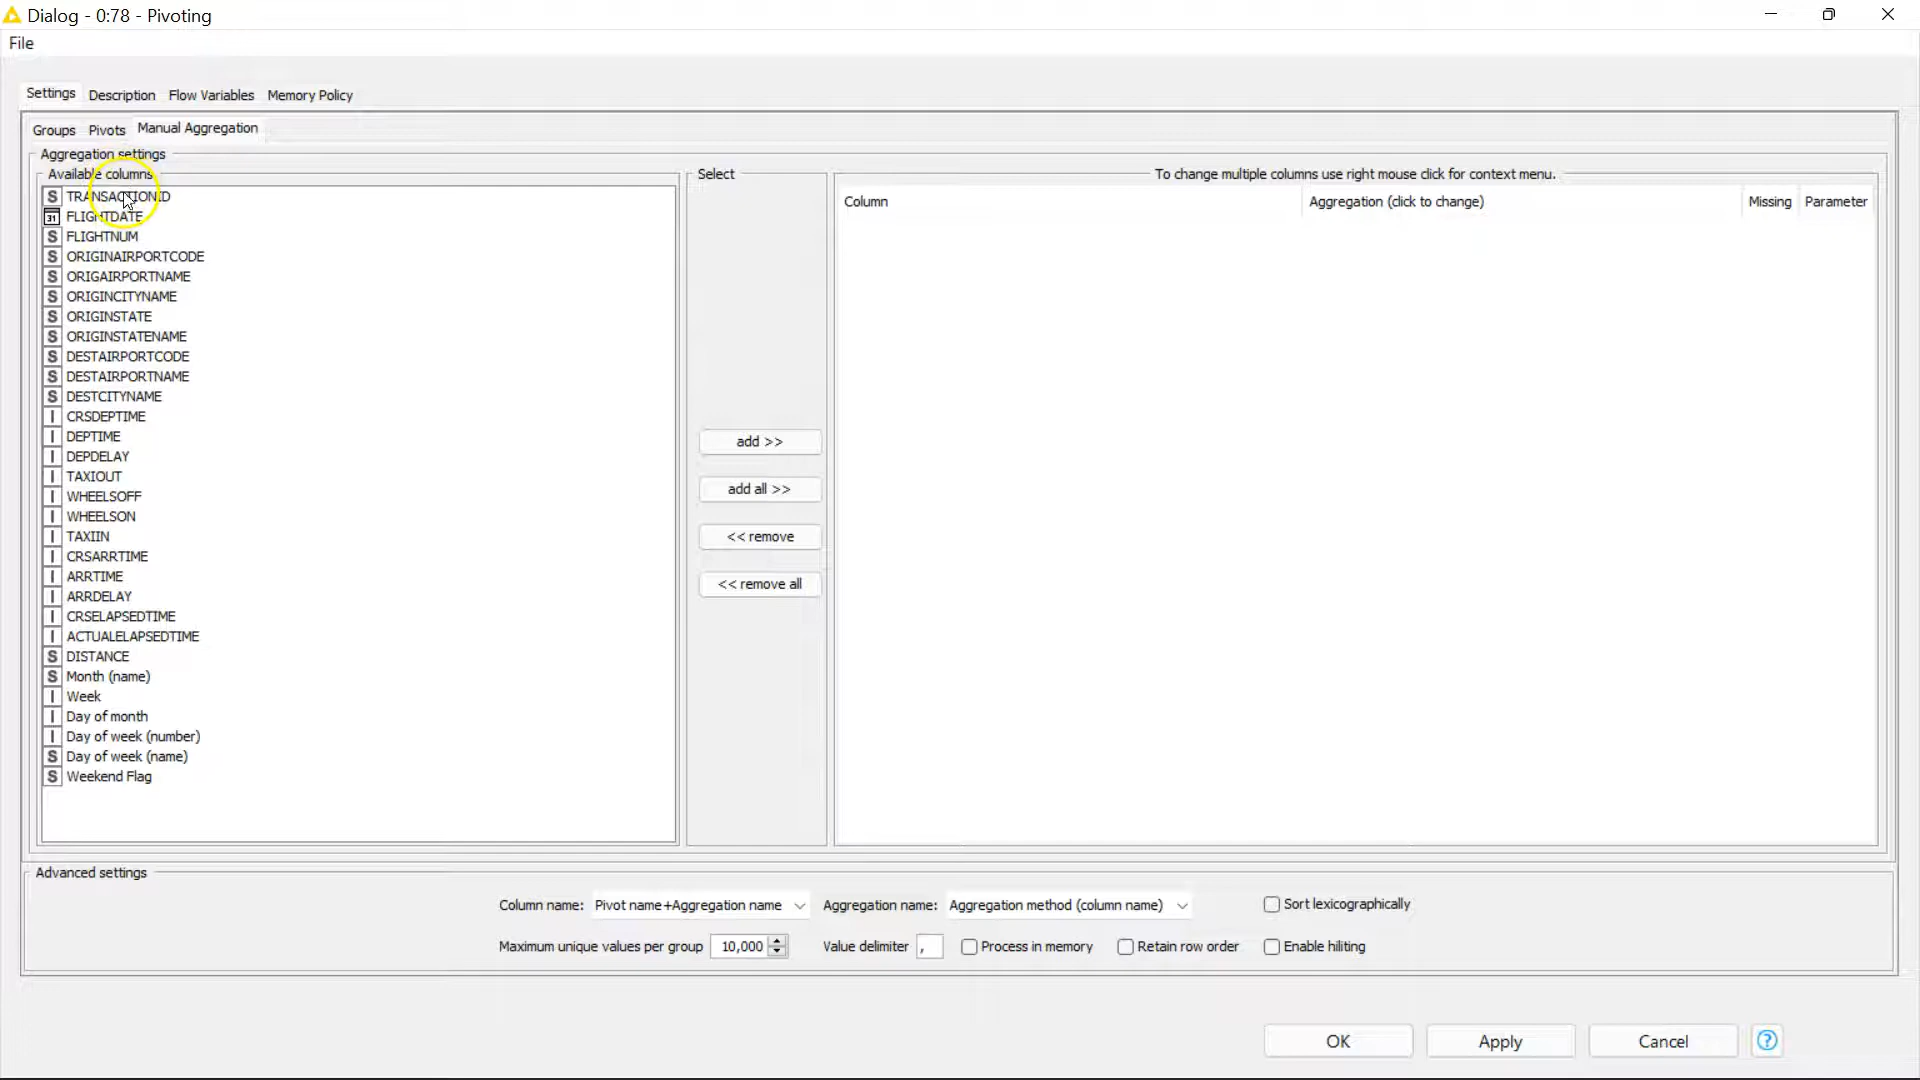 Dialog - 0:78 - Pivoting
File
Settings Description Flow Variables Memory Policy
Groups Pivots Manual Aggregation
Aggregation settings
Available columns
Select
To change multiple columns use right mouse click for context menu.
S TRANSACTIONID
Column Aggregation (click to change) Missing Parameter
31 FLIGHTDATE
S FLIGHTNUM
S ORIGINAIRPORTCODE
S ORIGAIRPORTNAME
S ORIGINCITYNAME
S ORIGINSTATE
S ORIGINSTATENAME
S DESTAIRPORTCODE
S DESTAIRPORTNAME
S DESTCITYNAME
I CRSDEPTIME
I DEPTIME
add >>
I DEPDELAY
I TAXIOUT
add all >>
I WHEELSOFF
I WHEELSON
I TAXIIN
<< remove
I CRSARRTIME
I ARRTIME
<< remove all
I ARRDELAY
I CRSELAPSEDTIME
I ACTUALELAPSEDTIME
S DISTANCE
S Month (name)
I Week
I Day of month
I Day of week (number)
S Day of week (name)
S Weekend Flag
Advanced settings
Column name: Pivot name+Aggregation name Aggregation name: Aggregation method (column name) Sort lexicographically
Maximum unique values per group 10,000 Value delimiter , Process in memory Retain row order Enable hiliting
OK Apply Cancel ?